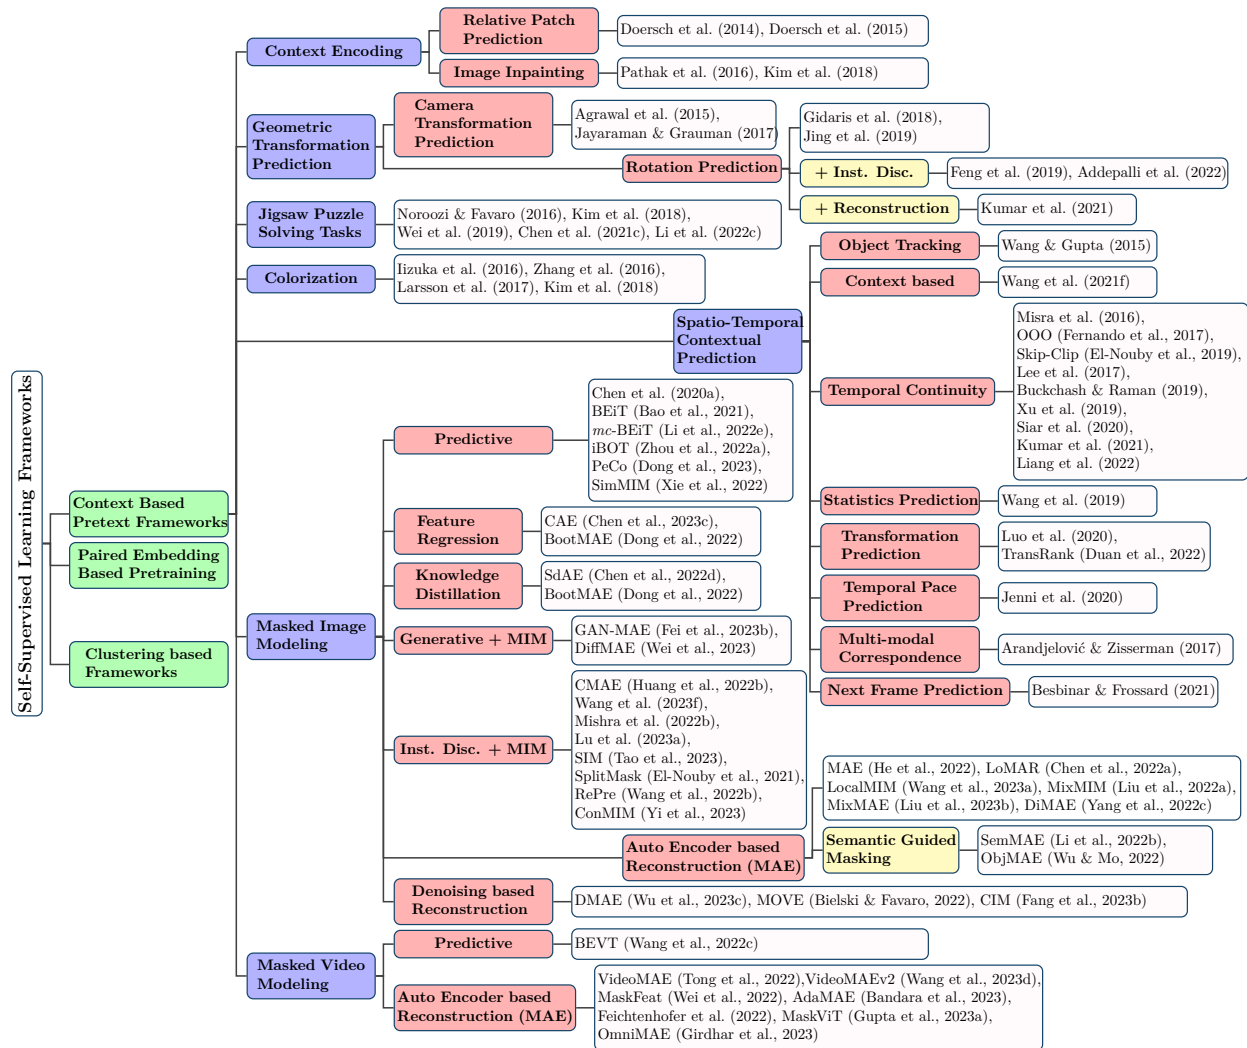 Self-Supervised Learning Frameworks
Context Based
Pretext Frameworks
Paired Embedding
Based Pretraining
Clustering based
Frameworks
Context Encoding
Relative Patch
Prediction
Doersch et al. (2014), Doersch et al. (2015)
Image Inpainting
Pathak et al. (2016), Kim et al. (2018)
Geometric
Transformation
Prediction
Camera
Transformation
Prediction
Agrawal et al. (2015),
Jayaraman & Grauman (2017)
Rotation Prediction
Gidaris et al. (2018),
Jing et al. (2019)
+ Inst. Disc.
Feng et al. (2019), Addepalli et al. (2022)
+ Reconstruction
Kumar et al. (2021)
Jigsaw Puzzle
Solving Tasks
Noroozi & Favaro (2016), Kim et al. (2018),
Wei et al. (2019), Chen et al. (2021c), Li et al. (2022c)
Colorization
Iizuka et al. (2016), Zhang et al. (2016),
Larsson et al. (2017), Kim et al. (2018)
Spatio-Temporal
Contextual
Prediction
Object Tracking
Wang & Gupta (2015)
Context based
Wang et al. (2021f)
Temporal Continuity
Misra et al. (2016),
OOO (Fernando et al., 2017),
Skip-Clip (El-Nouby et al., 2019),
Lee et al. (2017),
Buckchash & Raman (2019),
Xu et al. (2019),
Siar et al. (2020),
Kumar et al. (2021),
Liang et al. (2022)
Statistics Prediction
Wang et al. (2019)
Transformation
Prediction
Luo et al. (2020),
TransRank (Duan et al., 2022)
Temporal Pace
Prediction
Jenni et al. (2020)
Multi-modal
Correspondence
Arandjelović & Zisserman (2017)
Next Frame Prediction
Besbinar & Frossard (2021)
Masked Image
Modeling
Predictive
Chen et al. (2020a),
BEiT (Bao et al., 2021),
mc-BEiT (Li et al., 2022e),
iBOT (Zhou et al., 2022a),
PeCo (Dong et al., 2023),
SimMIM (Xie et al., 2022)
Feature
Regression
CAE (Chen et al., 2023c),
BootMAE (Dong et al., 2022)
Knowledge
Distillation
SdAE (Chen et al., 2022d),
BootMAE (Dong et al., 2022)
Generative + MIM
GAN-MAE (Fei et al., 2023b),
DiffMAE (Wei et al., 2023)
Inst. Disc. + MIM
CMAE (Huang et al., 2022b),
Wang et al. (2023f),
Mishra et al. (2022b),
Lu et al. (2023a),
SIM (Tao et al., 2023),
SplitMask (El-Nouby et al., 2021),
RePre (Wang et al., 2022b),
ConMIM (Yi et al., 2023)
Auto Encoder based
Reconstruction (MAE)
MAE (He et al., 2022), LoMAR (Chen et al., 2022a),
LocalMIM (Wang et al., 2023a), MixMIM (Liu et al., 2022a),
MixMAE (Liu et al., 2023b), DiMAE (Yang et al., 2022c)
Semantic Guided
Masking
SemMAE (Li et al., 2022b),
ObjMAE (Wu & Mo, 2022)
Denoising based
Reconstruction
DMAE (Wu et al., 2023c), MOVE (Bielski & Favaro, 2022), CIM (Fang et al., 2023b)
Masked Video
Modeling
Predictive
BEVT (Wang et al., 2022c)
Auto Encoder based
Reconstruction (MAE)
VideoMAE (Tong et al., 2022),VideoMAEv2 (Wang et al., 2023d),
MaskFeat (Wei et al., 2022), AdaMAE (Bandara et al., 2023),
Feichtenhofer et al. (2022), MaskViT (Gupta et al., 2023a),
OmniMAE (Girdhar et al., 2023)